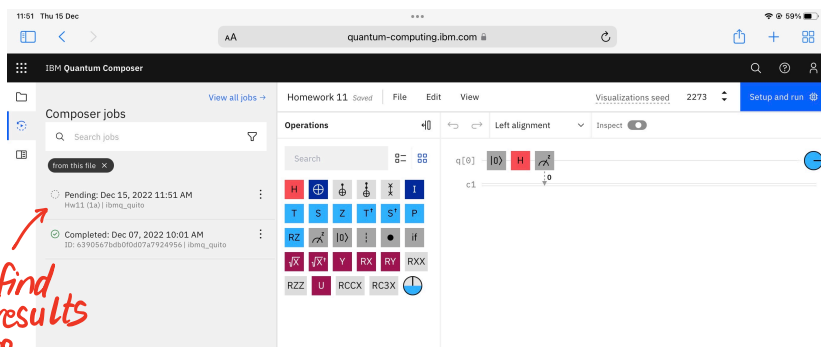 11:51 Thu 15 Dec
59%
AA
quantum-computing.ibm.com
IBM Quantum Composer
View all jobs →
Composer jobs
Search jobs
from this file ×
Pending: Dec 15, 2022 11:51 AM
Hw11 (1a) | ibmq_quito
Completed: Dec 07, 2022 10:01 AM
ID: 6390567bdb0f0d07a7924956 | ibmq_quito
find
results
Homework 11 Saved File Edit View
Visualizations seed 2273
Setup and run
Operations
Left alignment
Inspect
Search
H I
T S Z T† S† P
RZ z |0⟩ if
√X √X† Y RX RY RXX
RZZ U RCCX RC3X
q[0] |0⟩ H z
0
c1